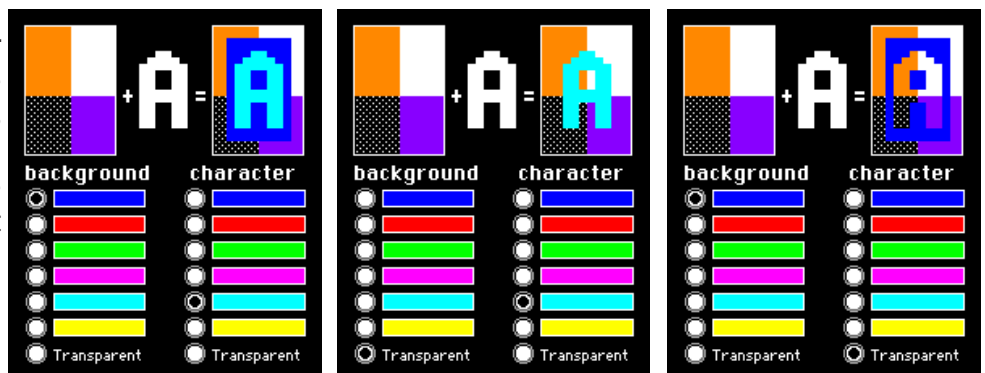 + A = A
background character
Transparent Transparent
+ A = A
background character
Transparent Transparent
+ A = A
background character
Transparent Transparent